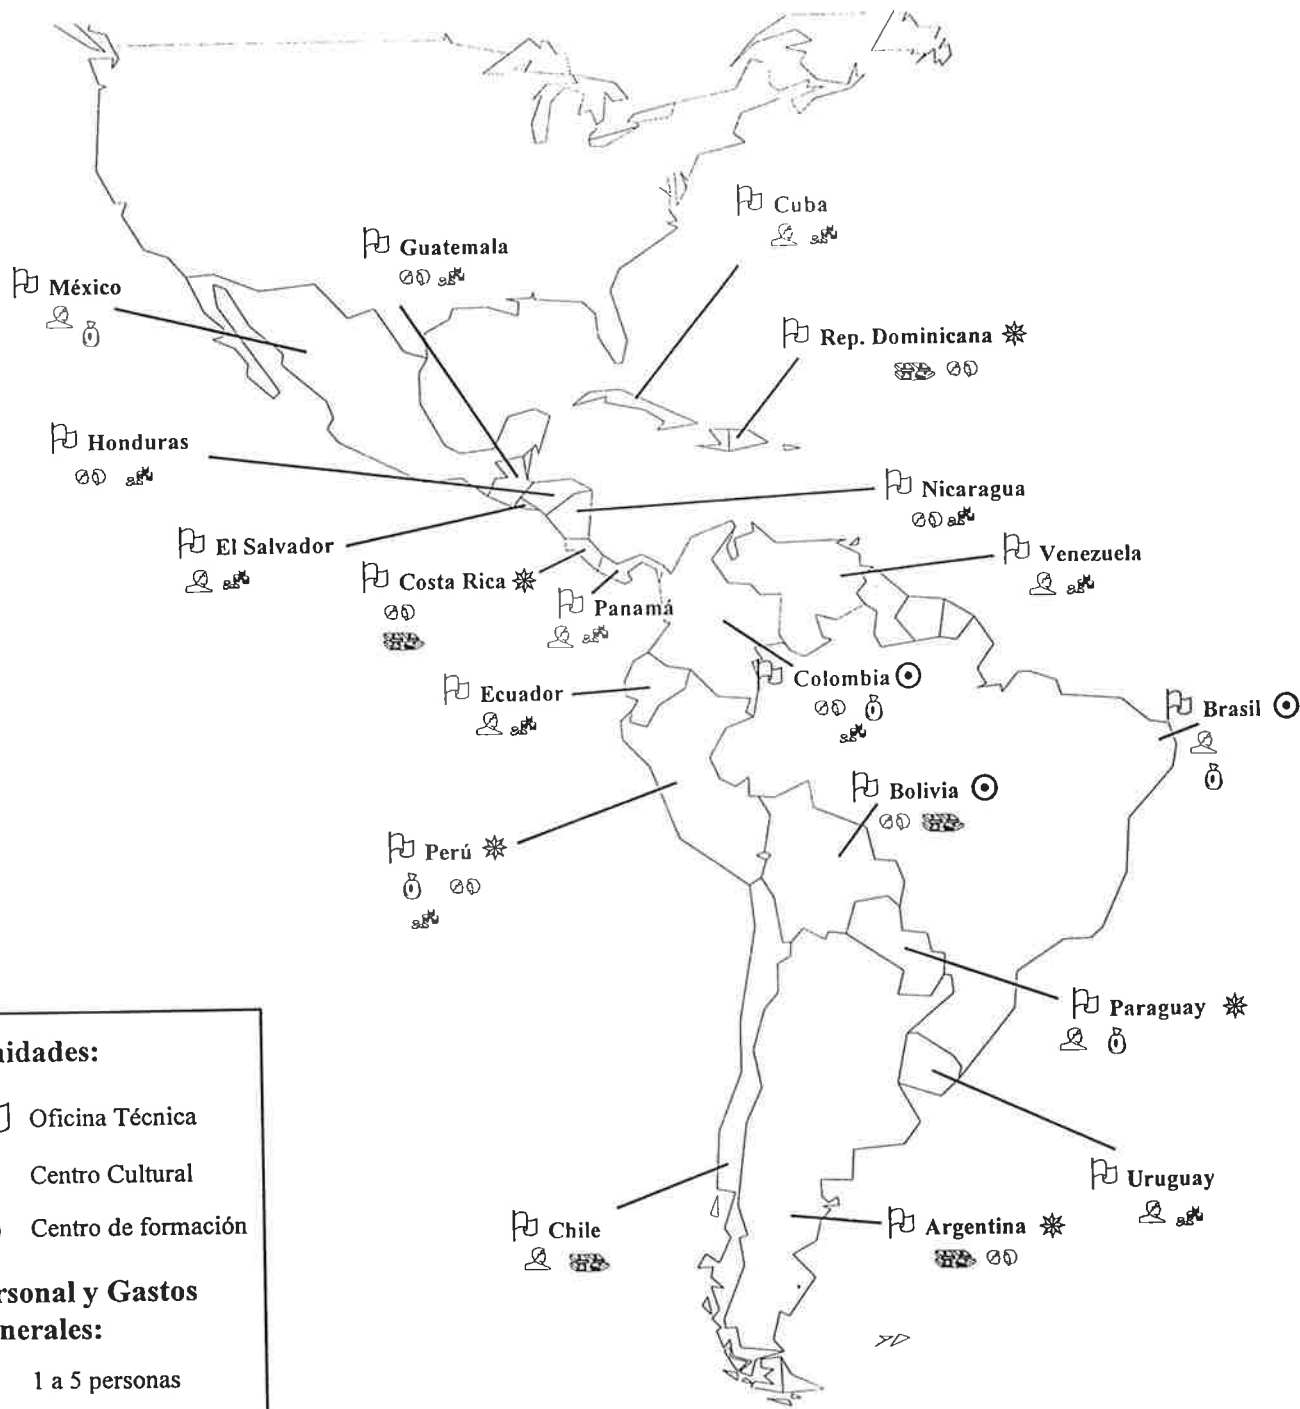 Cuba
Guatemala
México
Rep. Dominicana
Honduras
Nicaragua
El Salvador
Venezuela
Costa Rica
Panamá
Colombia
Ecuador
Brasil
Bolivia
Perú
Paraguay
Uruguay
Chile
Argentina
nidades:
Oficina Técnica
Centro Cultural
Centro de formación
rsonal y Gastos
nerales:
1 a 5 personas